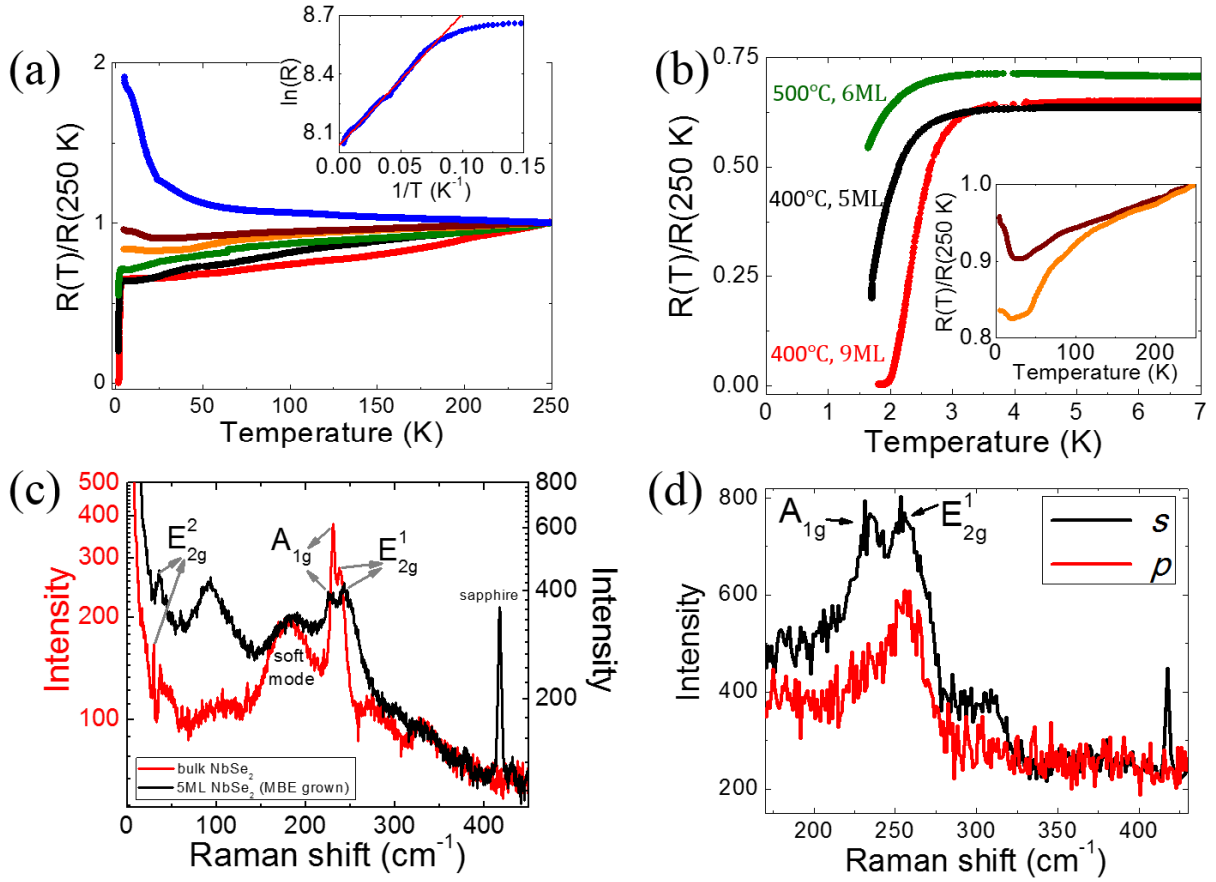 (a)
R(T)/R(250 K)
2
1
0
0 50 100 150 200 250
Temperature (K)
ln(R)
8.7
8.4
8.1
0.00 0.05 0.10 0.15
1/T (K⁻¹)
(b)
R(T)/R(250 K)
0.75
0.50
0.25
0.00
0 1 2 3 4 5 6 7
Temperature (K)
500°C, 6ML
400°C, 5ML
400°C, 9ML
R(T)/R(250 K)
1.0
0.9
0.8
0 100 200
Temperature (K)
(c)
Intensity
500
400
300
200
100
800
600
400
200
Intensity
E²₂g
A₁g
E¹₂g
sapphire
soft
mode
bulk NbSe₂
5ML NbSe₂ (MBE grown)
0 100 200 300 400
Raman shift (cm⁻¹)
(d)
Intensity
800
600
400
200
A₁g
E¹₂g
s
p
250 300 350 400
Raman shift (cm⁻¹)